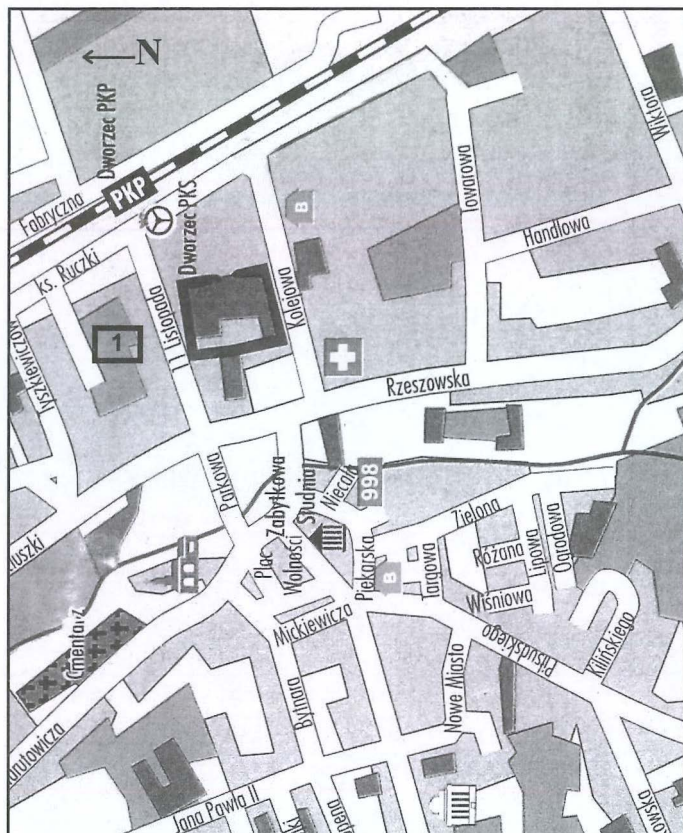 N
Dworzec PKP
Fabryczna
PKP
Dworzec PKS
ks. Ruczki
11 Listopada
1
Kolejowa
B
Towarowa
Wiktora
Handlowa
Rzeszowska
Parkowa
Plac
Wolności
Zabytkowa
Studnia
Niecała
998
Piekarska
B
Targowa
Zielona
Różana
Lipowa
Ogrodowa
Wiśniowa
Cmentarz
Mickiewicza
Bytnara
Piłsudskiego
Nowe Miasto
Kilińskiego
Jana Pawła II